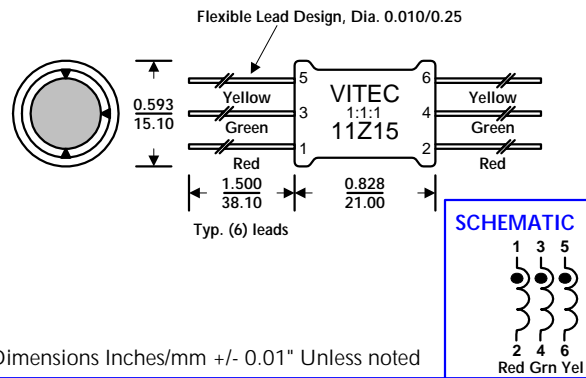 Flexible Lead Design, Dia. 0.010/0.25
0.593
15.10
5
Yellow
3
Green
1
Red
VITEC
1:1:1
11Z15
6
Yellow
4
Green
2
Red
1.500
38.10
0.828
21.00
Typ. (6) leads
SCHEMATIC
1 3 5
2 4 6
Red Grn Yel
Dimensions Inches/mm +/- 0.01" Unless noted